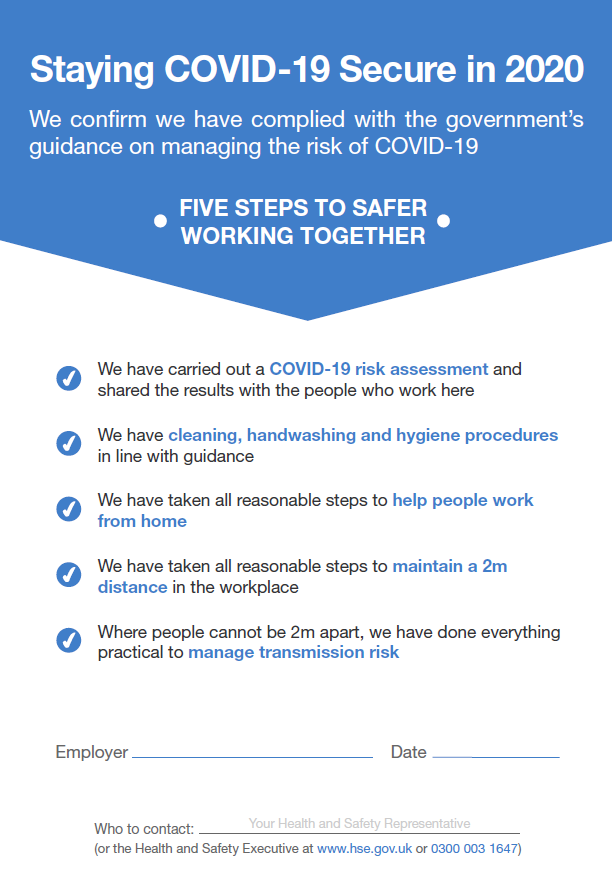 Staying COVID-19 Secure in 2020
We confirm we have complied with the government’s
guidance on managing the risk of COVID-19
FIVE STEPS TO SAFER
WORKING TOGETHER
We have carried out a COVID-19 risk assessment and
shared the results with the people who work here
We have cleaning, handwashing and hygiene procedures
in line with guidance
We have taken all reasonable steps to help people work
from home
We have taken all reasonable steps to maintain a 2m
distance in the workplace
Where people cannot be 2m apart, we have done everything
practical to manage transmission risk
Employer Date
Who to contact: Your Health and Safety Representative
(or the Health and Safety Executive at www.hse.gov.uk or 0300 003 1647)